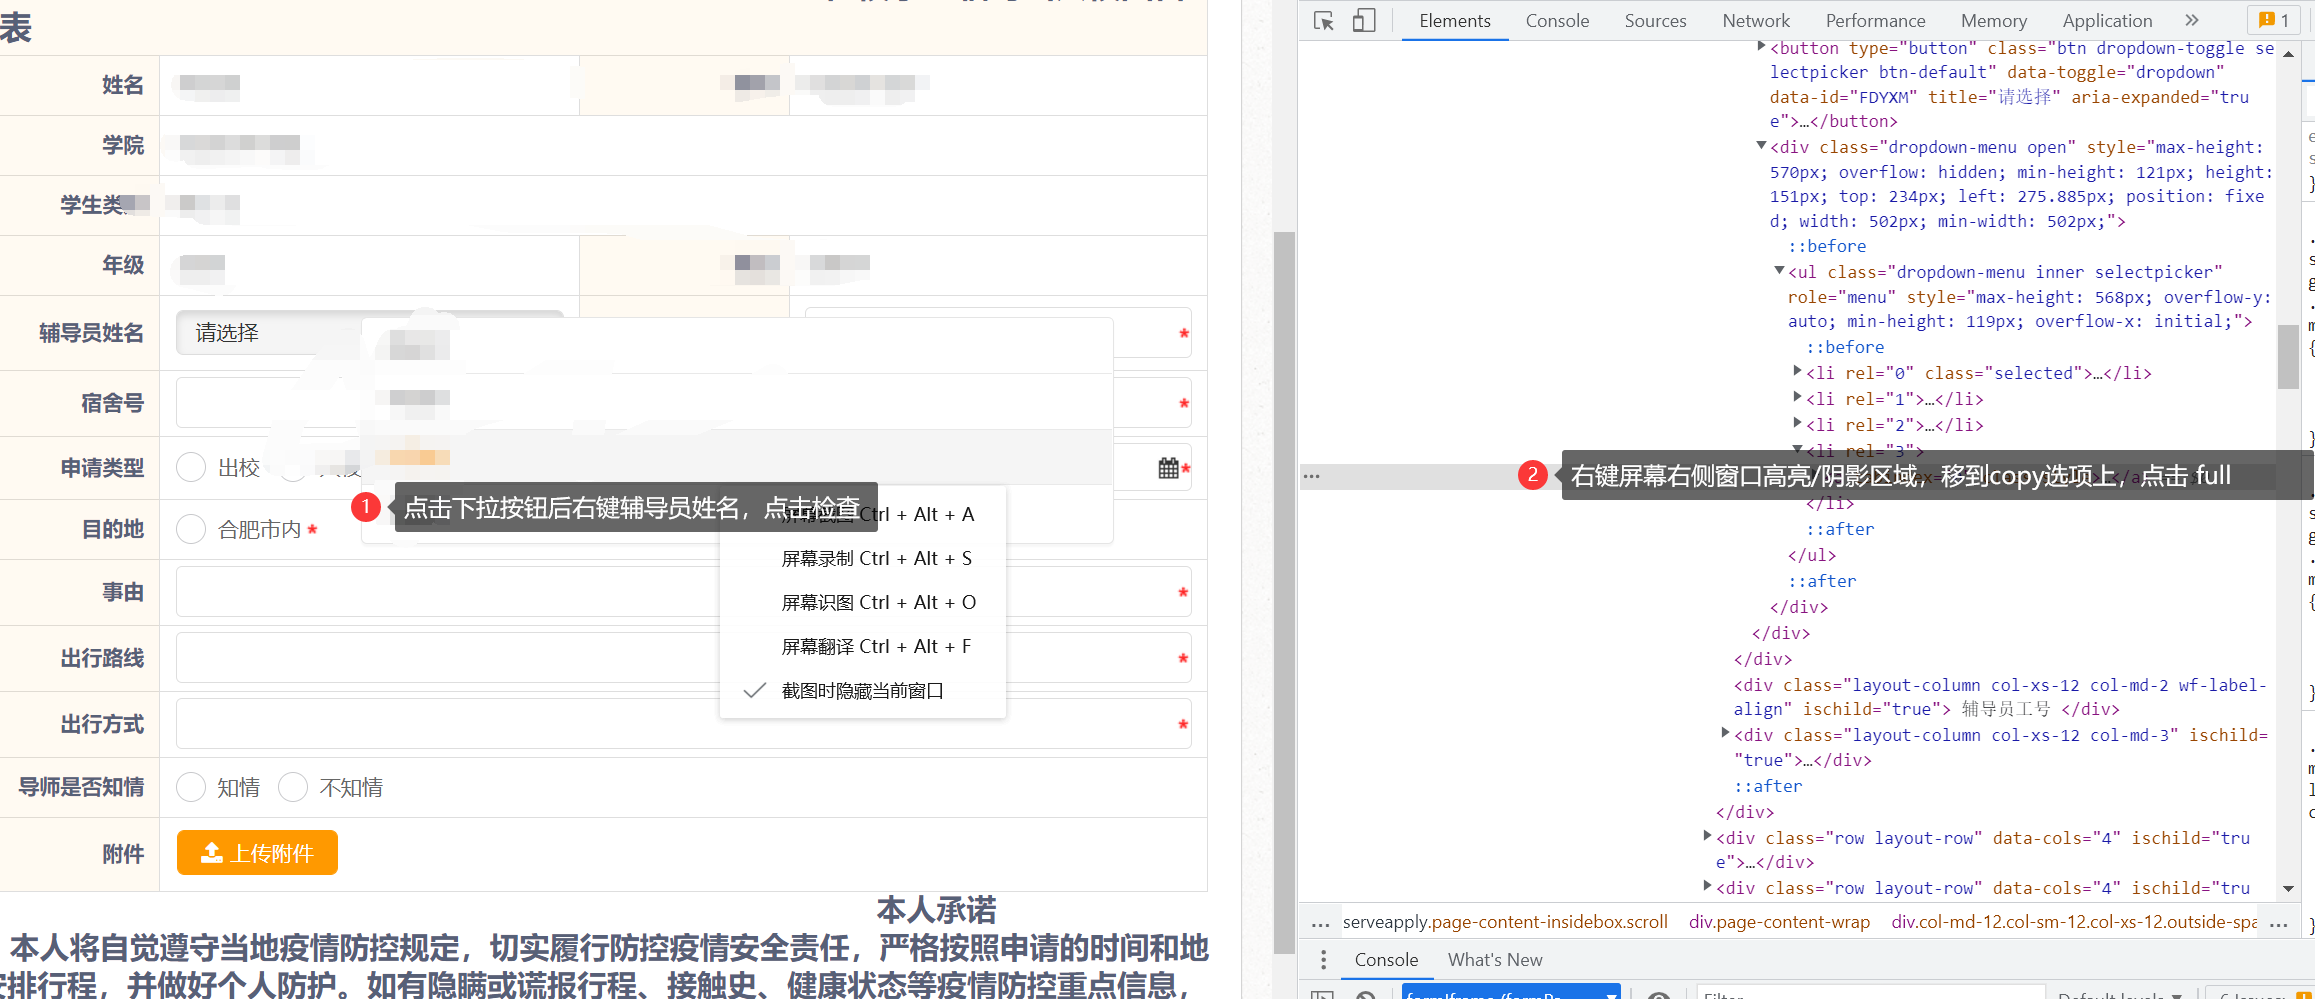 表
姓名
学院
学生类
年级
辅导员姓名
请选择
*
宿舍号
*
申请类型
出校
*
1
点击下拉按钮后右键辅导员姓名，点击检查
目的地
合肥市内 *
Ctrl + Alt + A
屏幕录制 Ctrl + Alt + S
屏幕识图 Ctrl + Alt + O
屏幕翻译 Ctrl + Alt + F
截图时隐藏当前窗口
事由
*
出行路线
*
出行方式
*
导师是否知情
知情
不知情
附件
上传附件
本人承诺
本人将自觉遵守当地疫情防控规定，切实履行防控疫情安全责任，严格按照申请的时间和地
排行程，并做好个人防护。如有隐瞒或谎报行程、接触史、健康状态等疫情防控重点信息，
Elements Console Sources Network Performance Memory Application » 1
<button type="button" class="btn dropdown-toggle se
lectpicker btn-default" data-toggle="dropdown"
data-id="FDYXM" title="请选择" aria-expanded="tru
e">…</button>
<div class="dropdown-menu open" style="max-height:
570px; overflow: hidden; min-height: 121px; height:
151px; top: 234px; left: 275.885px; position: fixe
d; width: 502px; min-width: 502px;">
::before
<ul class="dropdown-menu inner selectpicker"
role="menu" style="max-height: 568px; overflow-y:
auto; min-height: 119px; overflow-x: initial;">
::before
<li rel="0" class="selected">…</li>
<li rel="1">…</li>
<li rel="2">…</li>
<li rel="3">
2
右键屏幕右侧窗口高亮/阴影区域，移到copy选项上，点击 full
</li>
::after
</ul>
::after
</div>
</div>
</div>
<div class="layout-column col-xs-12 col-md-2 wf-label-
align" ischild="true"> 辅导员工号 </div>
<div class="layout-column col-xs-12 col-md-3" ischild=
"true">…</div>
::after
</div>
<div class="row layout-row" data-cols="4" ischild="tru
e">…</div>
<div class="row layout-row" data-cols="4" ischild="tru
… serveapply.page-content-insidebox.scroll div.page-content-wrap div.col-md-12.col-sm-12.col-xs-12.outside-spa …
Console What's New